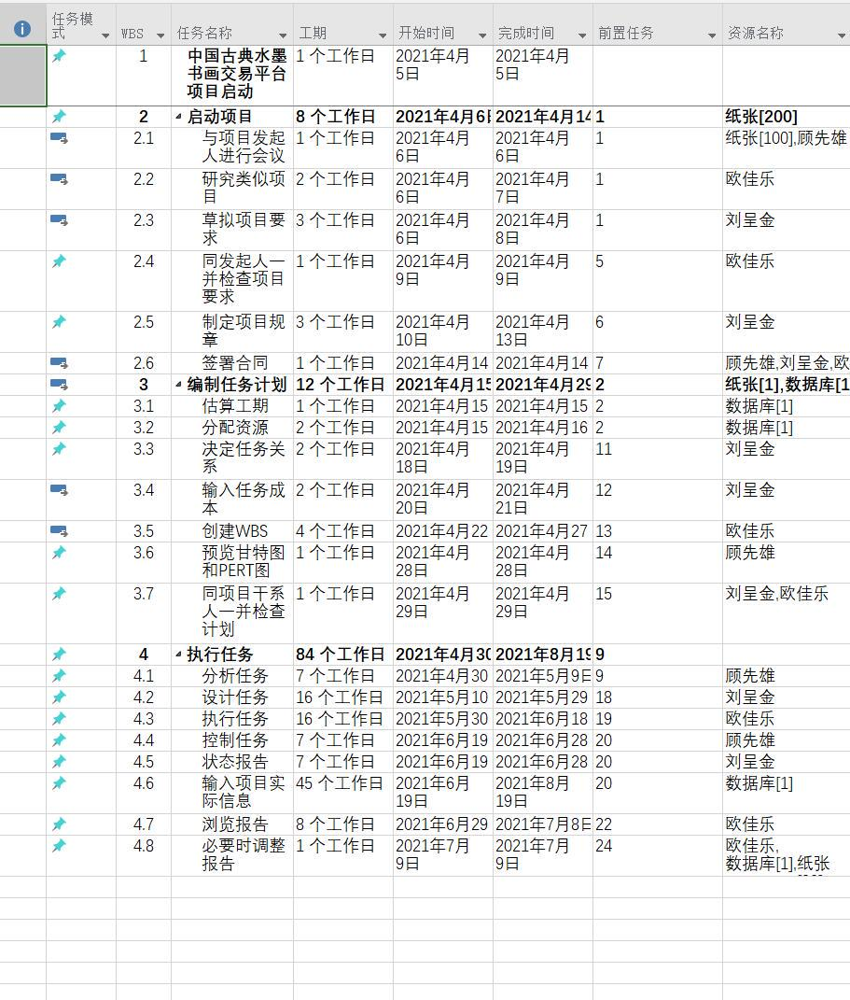 任务模式 WBS 任务名称 工期 开始时间 完成时间 前置任务 资源名称
1 中国古典水墨书画交易平台项目启动 1 个工作日 2021年4月5日 2021年4月5日
2 启动项目 8 个工作日 2021年4月6日 2021年4月14 1 纸张[200]
2.1 与项目发起人进行会议 1 个工作日 2021年4月6日 2021年4月6日 1 纸张[100],顾先雄
2.2 研究类似项目 2 个工作日 2021年4月6日 2021年4月7日 1 欧佳乐
2.3 草拟项目要求 3 个工作日 2021年4月6日 2021年4月8日 1 刘呈金
2.4 同发起人一并检查项目要求 1 个工作日 2021年4月9日 2021年4月9日 5 欧佳乐
2.5 制定项目规章 3 个工作日 2021年4月10日 2021年4月13日 6 刘呈金
2.6 签署合同 1 个工作日 2021年4月14 2021年4月14 7 顾先雄,刘呈金,欧
3 编制任务计划 12 个工作日 2021年4月15 2021年4月29 2 纸张[1],数据库[1
3.1 估算工期 1 个工作日 2021年4月15 2021年4月15 2 数据库[1]
3.2 分配资源 2 个工作日 2021年4月15 2021年4月16 2 数据库[1]
3.3 决定任务关系 2 个工作日 2021年4月18日 2021年4月19日 11 刘呈金
3.4 输入任务成本 2 个工作日 2021年4月20日 2021年4月21日 12 刘呈金
3.5 创建WBS 4 个工作日 2021年4月22 2021年4月27 13 欧佳乐
3.6 预览甘特图和PERT图 1 个工作日 2021年4月28日 2021年4月28日 14 顾先雄
3.7 同项目干系人一并检查计划 1 个工作日 2021年4月29日 2021年4月29日 15 刘呈金,欧佳乐
4 执行任务 84 个工作日 2021年4月30 2021年8月19 9
4.1 分析任务 7 个工作日 2021年4月30 2021年5月9日 9 顾先雄
4.2 设计任务 16 个工作日 2021年5月10 2021年5月29 18 刘呈金
4.3 执行任务 16 个工作日 2021年5月30 2021年6月18 19 欧佳乐
4.4 控制任务 7 个工作日 2021年6月19 2021年6月28 20 顾先雄
4.5 状态报告 7 个工作日 2021年6月19 2021年6月28 20 刘呈金
4.6 输入项目实际信息 45 个工作日 2021年6月19日 2021年8月19日 20 数据库[1]
4.7 浏览报告 8 个工作日 2021年6月29 2021年7月8日 22 欧佳乐
4.8 必要时调整报告 1 个工作日 2021年7月9日 2021年7月9日 24 欧佳乐,数据库[1],纸张